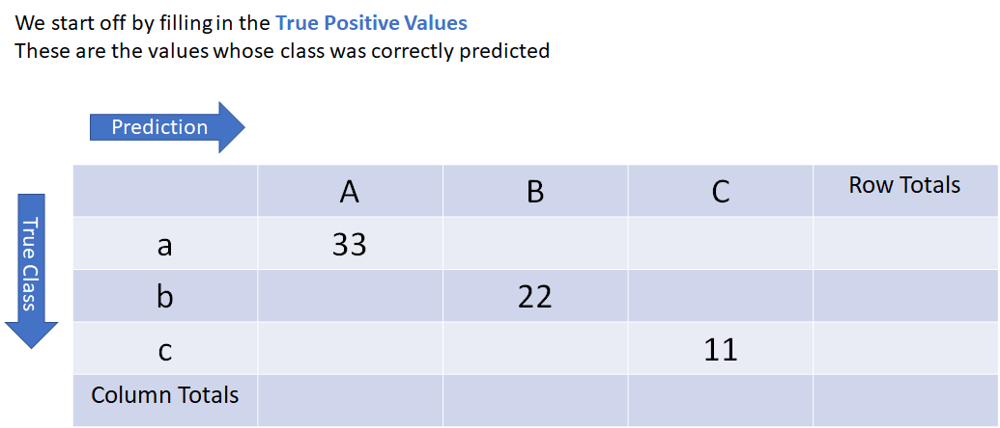 We start off by filling in the True Positive Values
These are the values whose class was correctly predicted
Prediction
True Class
A B C Row Totals
a 33
b 22
c 11
Column Totals